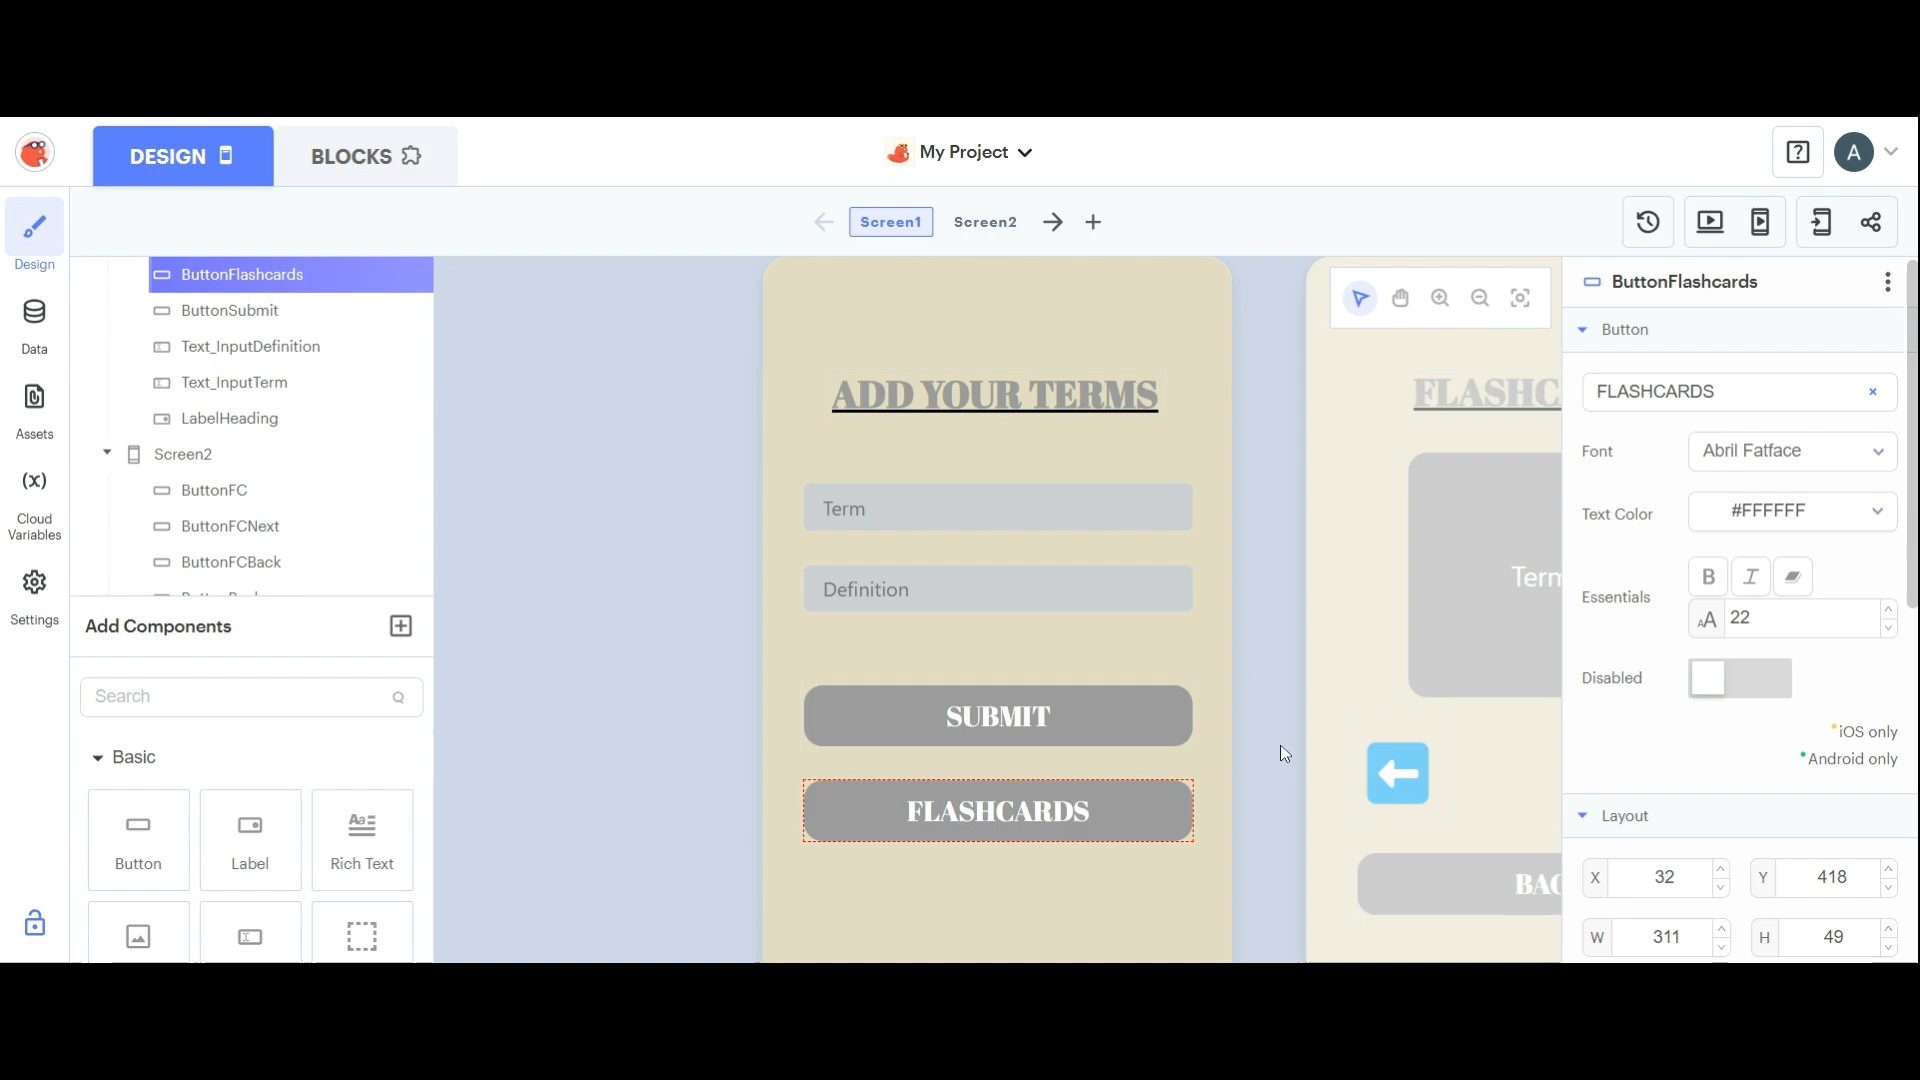 DESIGN
BLOCKS
My Project
A
Screen1
Screen2
Design
Data
Assets
Cloud
Variables
Settings
ButtonFlashcards
ButtonSubmit
Text_InputDefinition
Text_InputTerm
LabelHeading
Screen2
ButtonFC
ButtonFCNext
ButtonFCBack
Add Components
Search
Basic
Button
Label
Rich Text
ADD YOUR TERMS
Term
Definition
SUBMIT
FLASHCARDS
FLASHC
Term
BAC
ButtonFlashcards
Button
FLASHCARDS
Font
Abril Fatface
Text Color
#FFFFFF
Essentials
B I
AA 22
Disabled
*iOS only
*Android only
Layout
X 32 Y 418
W 311 H 49